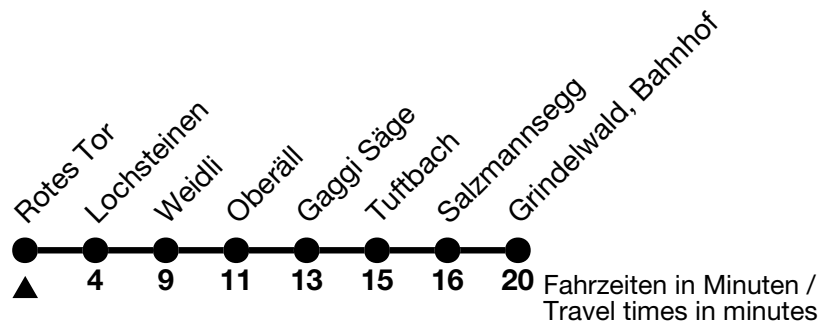 Rotes Tor
Lochsteinen
Weidli
Oberäll
Gaggi Säge
Tuftbach
Salzmannsegg
Grindelwald, Bahnhof
4 9 11 13 15 16 20 Fahrzeiten in Minuten /
Travel times in minutes